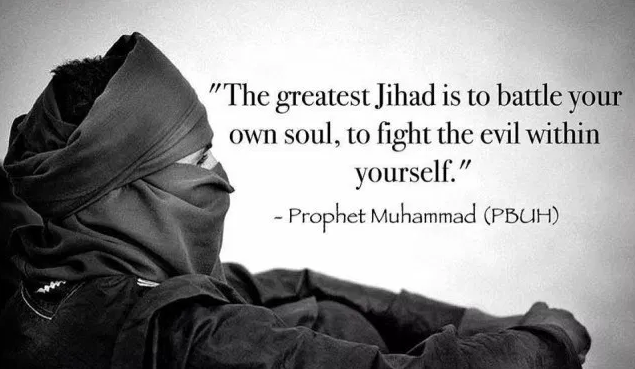 "The greatest Jihad is to battle your
own soul, to fight the evil within
yourself."
- Prophet Muhammad (PBUH)